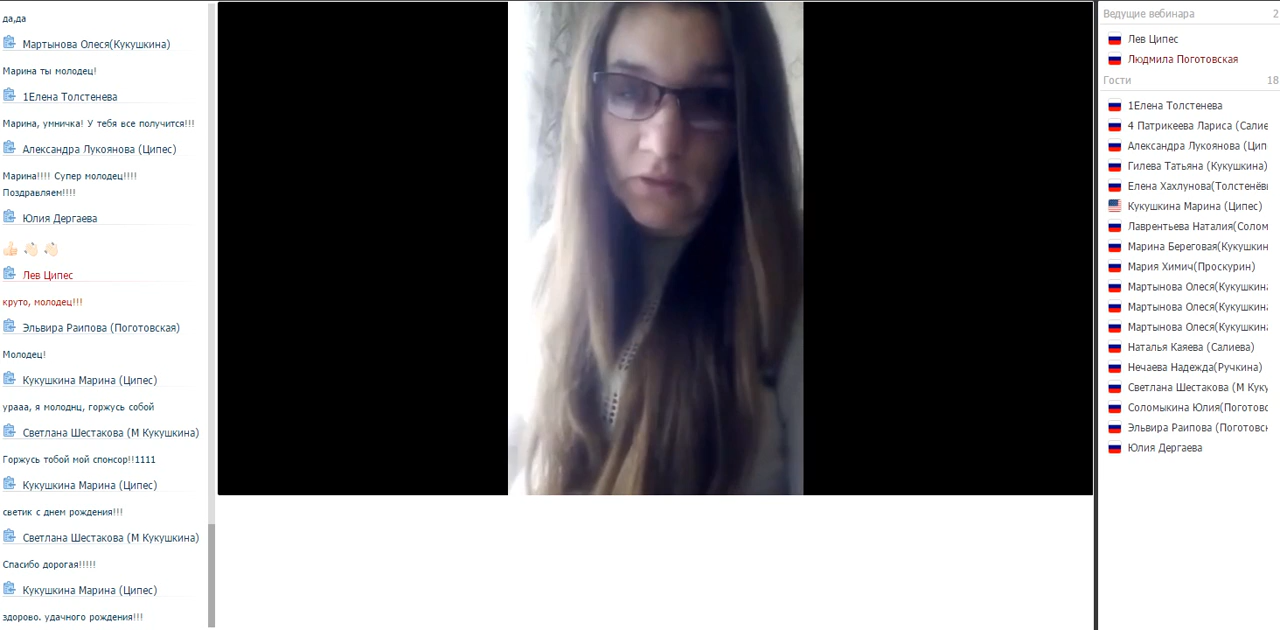 да,да
Мартынова Олеся(Кукушкина)
Марина ты молодец!
1Елена Толстенева
Марина, умничка! У тебя все получится!!!
Александра Лукоянова (Ципес)
Марина!!!! Супер молодец!!!!
Поздравляем!!!!
Юлия Дергаева
Лев Ципес
круто, молодец!!!
Эльвира Раипова (Поготовская)
Молодец!
Кукушкина Марина (Ципес)
урааа, я молоднц, горжусь собой
Светлана Шестакова (М Кукушкина)
Горжусь тобой мой спонсор!!1111
Кукушкина Марина (Ципес)
светик с днем рождения!!!
Светлана Шестакова (М Кукушкина)
Спасибо дорогая!!!!!
Кукушкина Марина (Ципес)
здорово. удачного рождения!!!
Ведущие вебинара 2
Лев Ципес
Людмила Поготовская
Гости 18
1Елена Толстенева
4 Патрикеева Лариса (Салие
Александра Лукоянова (Цип
Гилева Татьяна (Кукушкина)
Елена Хахлунова(Толстенёв
Кукушкина Марина (Ципес)
Лаврентьева Наталия(Солом
Марина Береговая(Кукушкин
Мария Химич(Проскурин)
Мартынова Олеся(Кукушкина
Мартынова Олеся(Кукушкина
Мартынова Олеся(Кукушкина
Наталья Каяева (Салиева)
Нечаева Надежда(Ручкина)
Светлана Шестакова (М Куку
Соломыкина Юлия(Поготовс
Эльвира Раипова (Поготовск
Юлия Дергаева